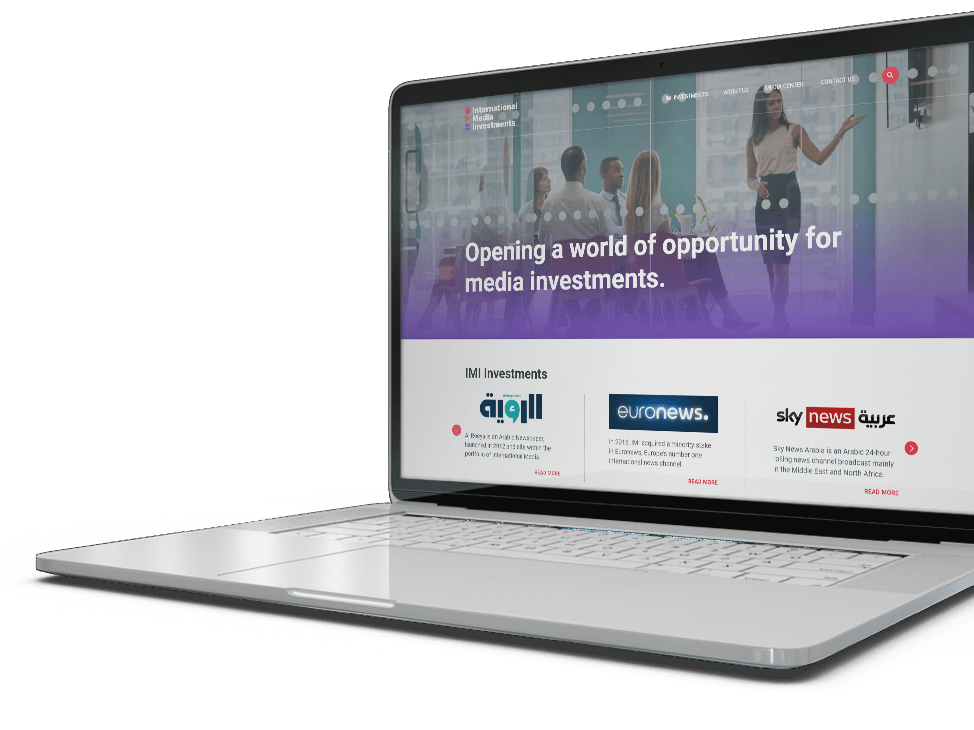 International
Media
Investments
IMI INVESTMENTS
ABOUT US
MEDIA CENTER
CONTACT US
Opening a world of opportunity for
media investments.
IMI Investments
الرؤية
Al Roeya is an Arabic Newspaper,
launched in 2012 and sits within the
portfolio of International Media
READ MORE
euronews.
In 2018, IMI acquired a minority stake
in Euronews, Europe's number one
international news channel.
READ MORE
sky news عربية
Sky News Arabia is an Arabic 24-hour
rolling news channel broadcast mainly
in the Middle East and North Africa.
READ MORE